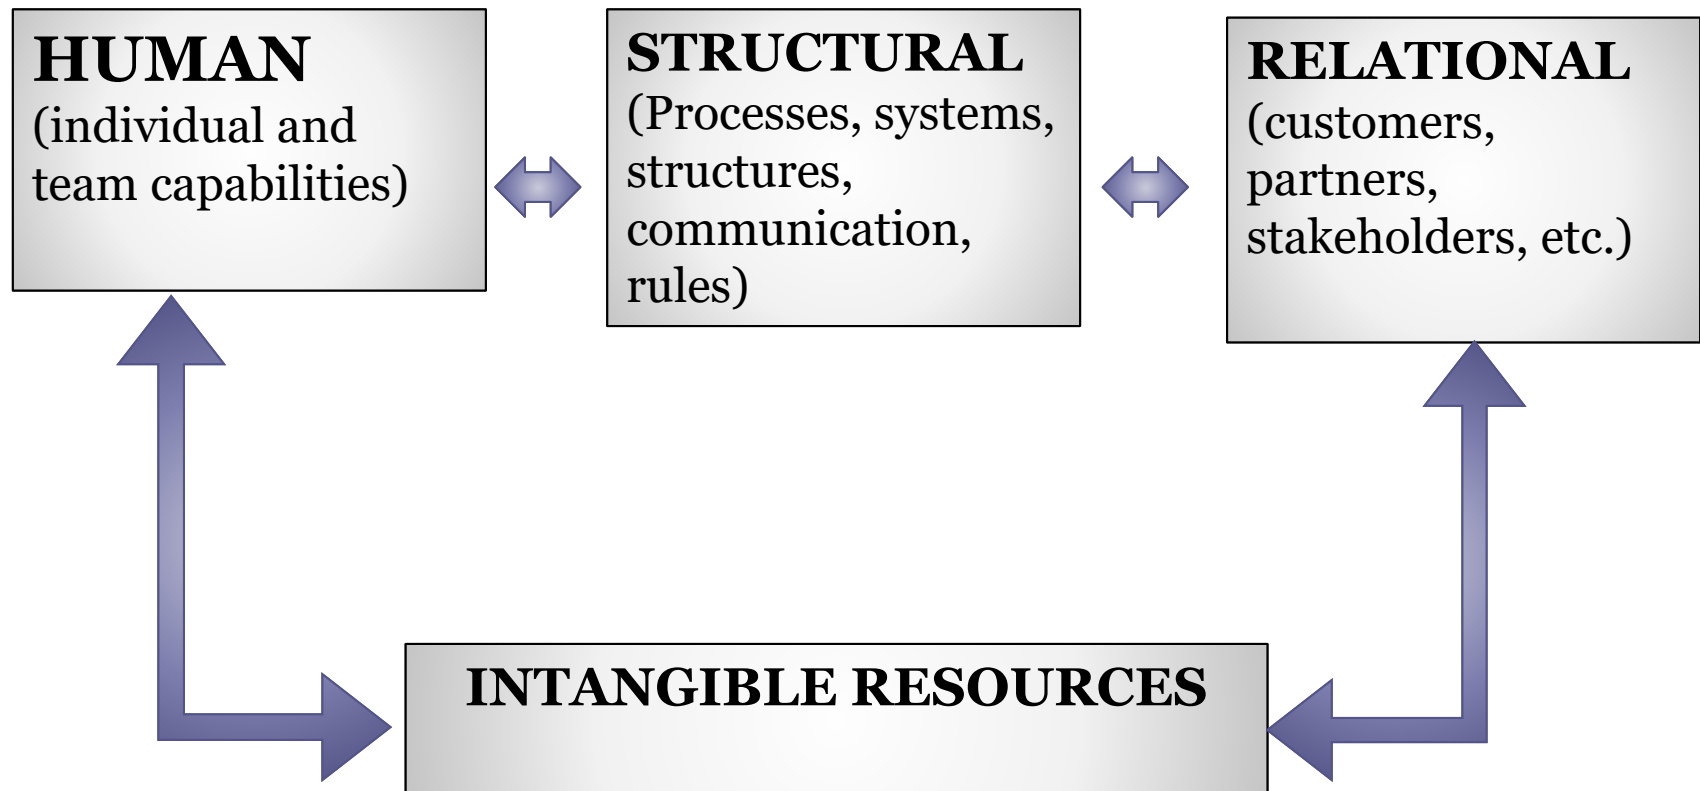 HUMAN
(individual and
team capabilities)
STRUCTURAL
(Processes, systems,
structures,
communication,
rules)
RELATIONAL
(customers,
partners,
stakeholders, etc.)
INTANGIBLE RESOURCES